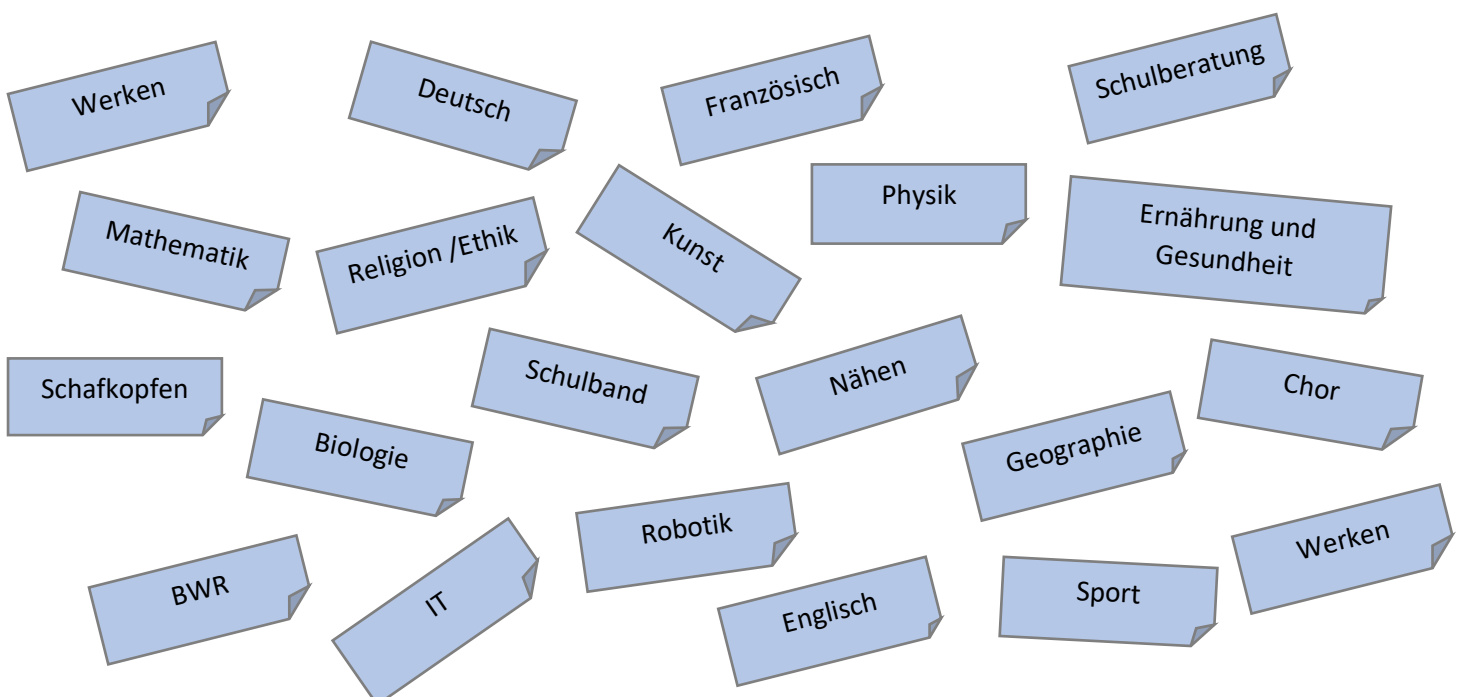 Werken
Deutsch
Französisch
Schulberatung
Mathematik
Religion /Ethik
Kunst
Physik
Ernährung und
Gesundheit
Schafkopfen
Schulband
Nähen
Chor
Biologie
Geographie
Robotik
Werken
BWR
IT
Englisch
Sport